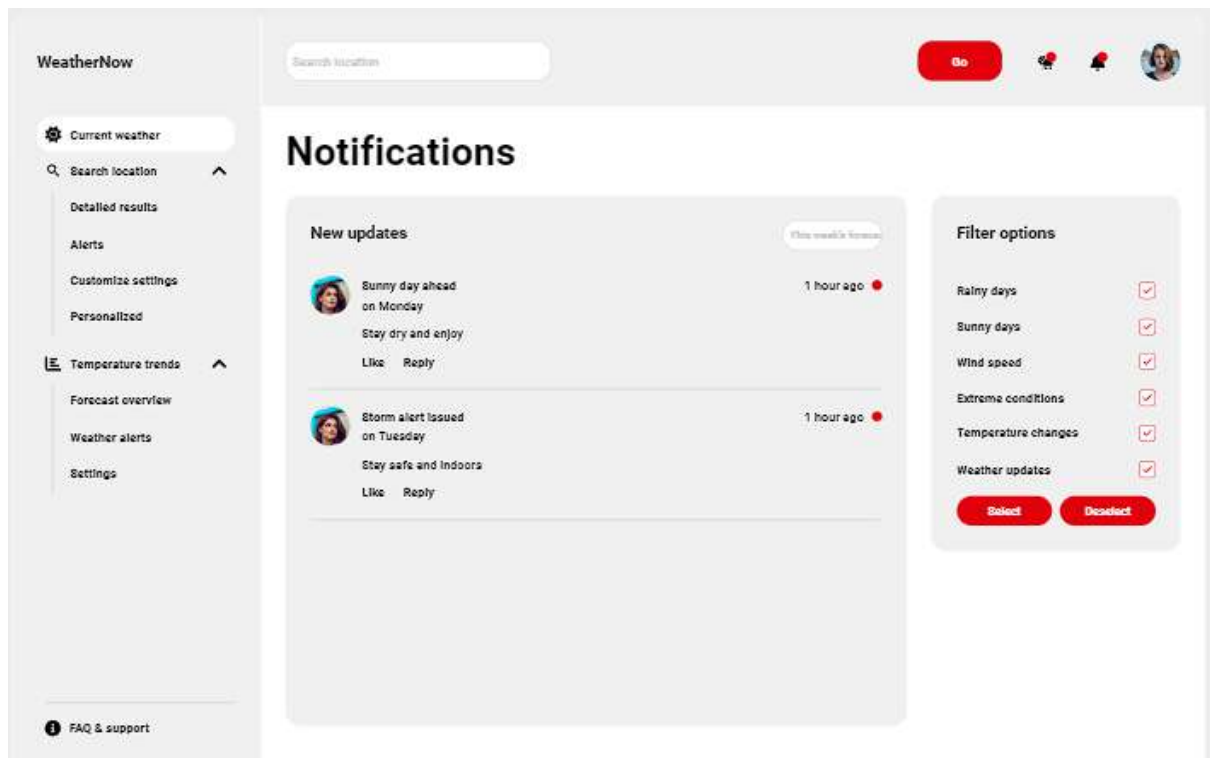 WeatherNow
Search location
Go
Current weather
Search location
Detailed results
Alerts
Customize settings
Personalized
Temperature trends
Forecast overview
Weather alerts
Settings
FAQ & support
Notifications
New updates
This week's
Sunny day ahead
on Monday
1 hour ago
Stay dry and enjoy
Like Reply
Storm alert issued
on Tuesday
1 hour ago
Stay safe and indoors
Like Reply
Filter options
Rainy days
Sunny days
Wind speed
Extreme conditions
Temperature changes
Weather updates
Select Deselect